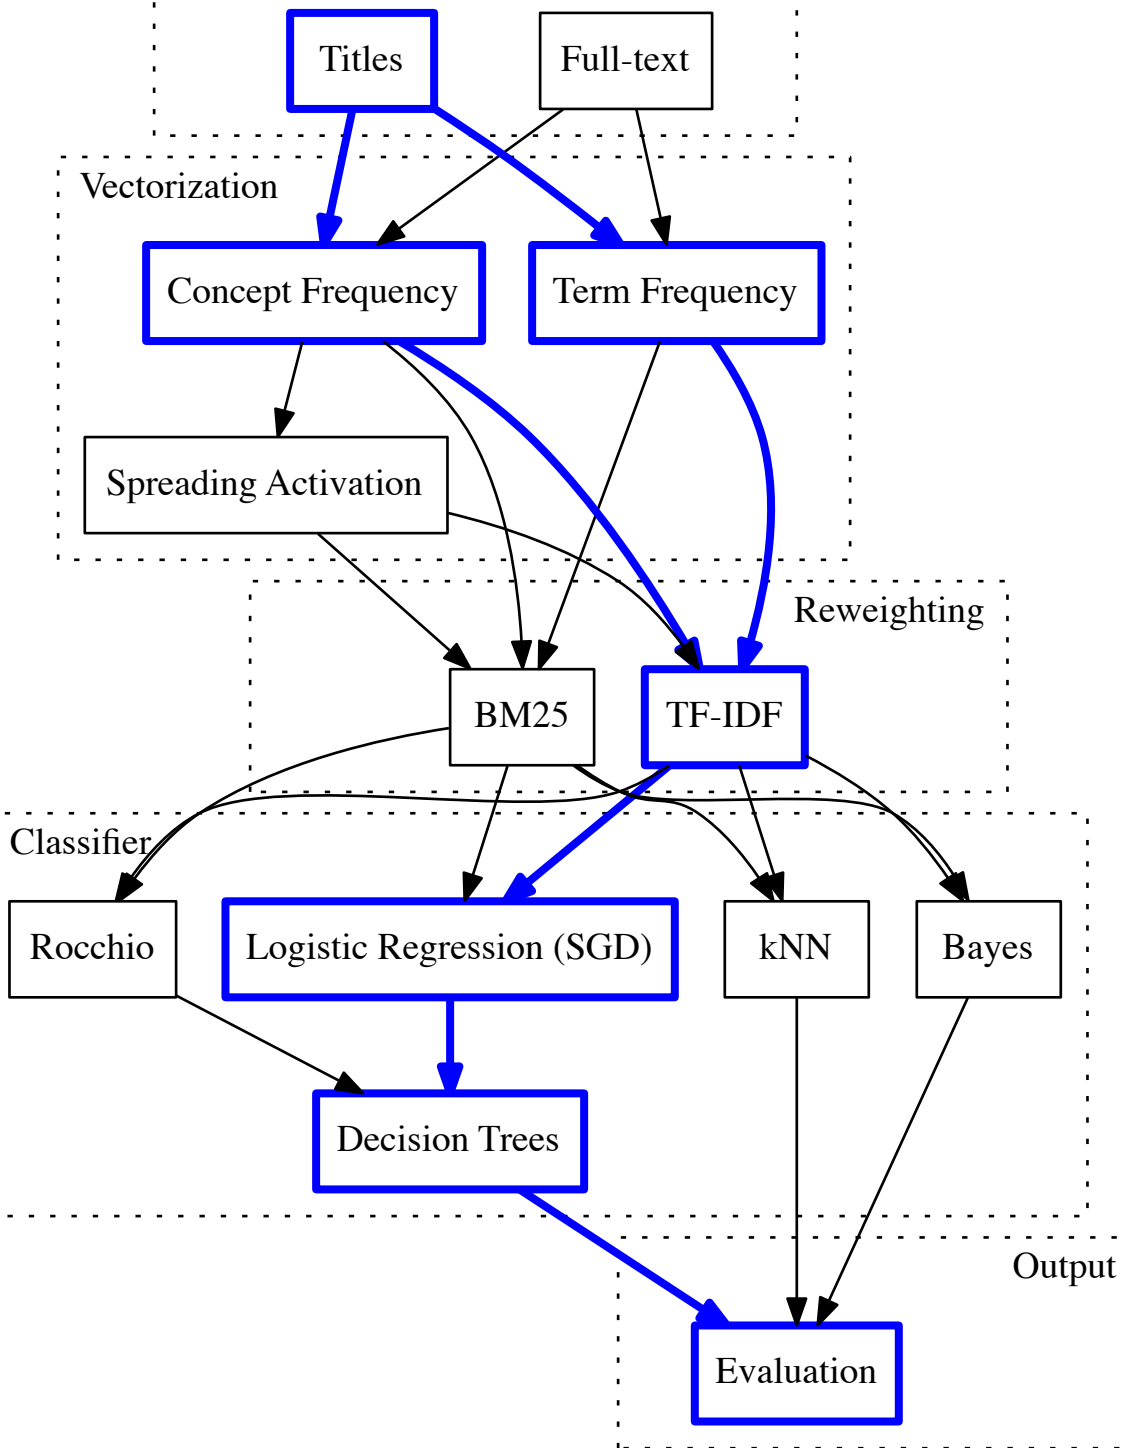 Titles
Full-text
Vectorization
Concept Frequency
Term Frequency
Spreading Activation
Reweighting
BM25
TF-IDF
Classifier
Rocchio
Logistic Regression (SGD)
kNN
Bayes
Decision Trees
Output
Evaluation